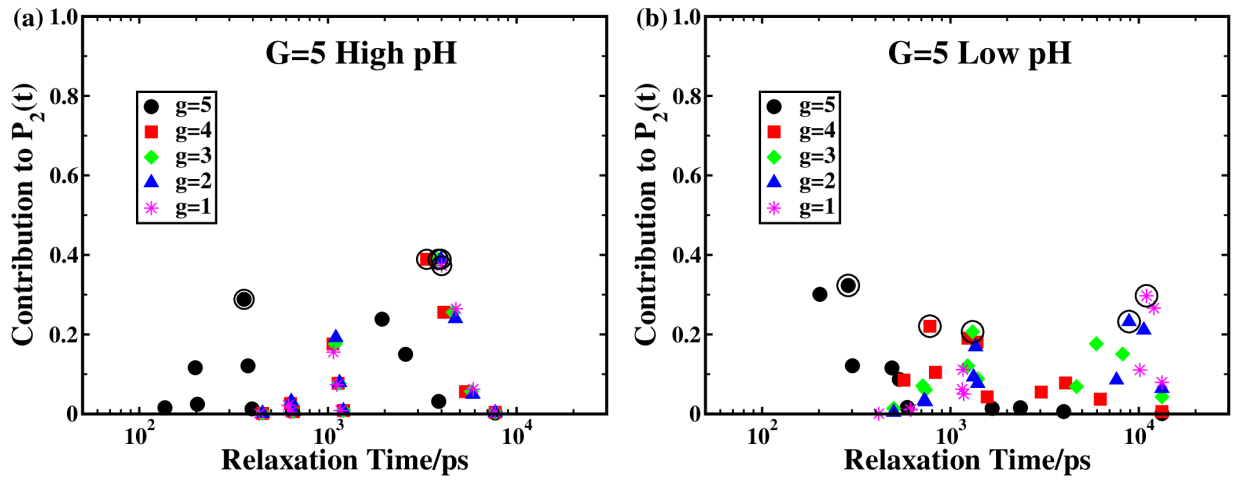 (a)
G=5 High pH
Contribution to P2(t)
1.0
0.8
0.6
0.4
0.2
0
g=5
g=4
g=3
g=2
g=1
10^2
10^3
10^4
Relaxation Time/ps
(b)
G=5 Low pH
Contribution to P2(t)
1.0
0.8
0.6
0.4
0.2
0
g=5
g=4
g=3
g=2
g=1
10^2
10^3
10^4
Relaxation Time/ps